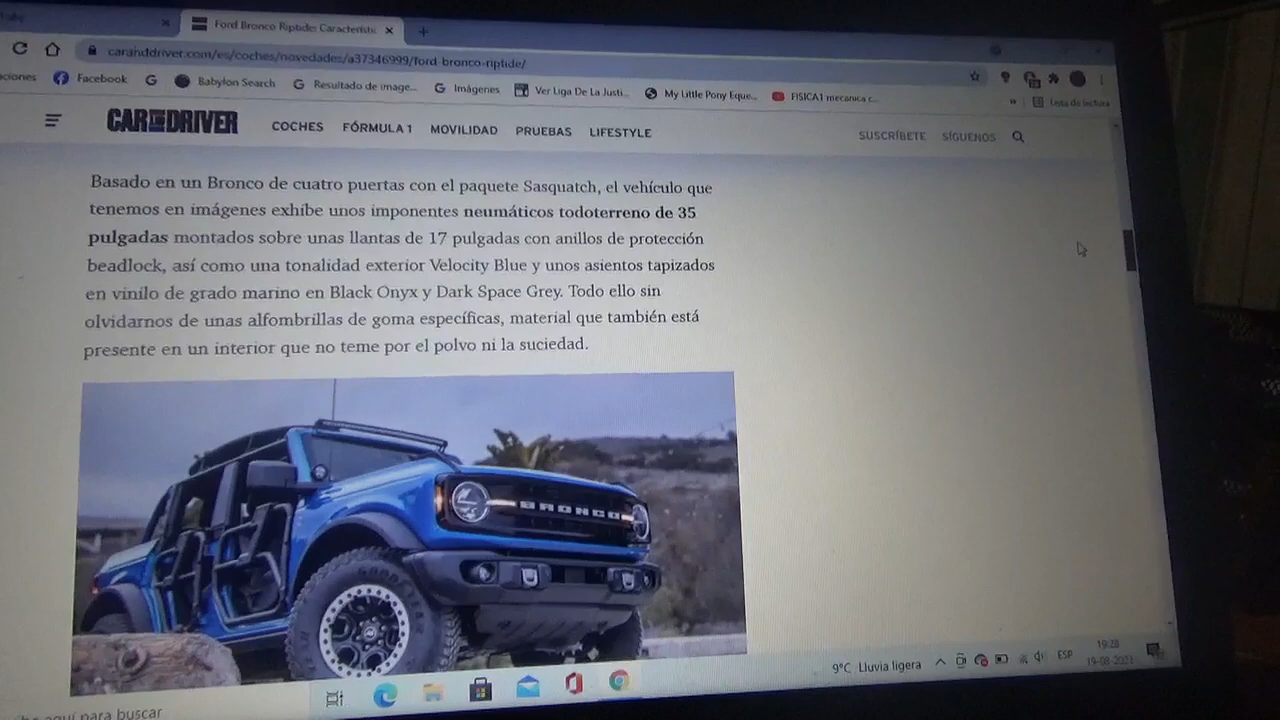 Ford Bronco Riptide: Característic
caranddriver.com/es/coches/novedades/a37346999/ford-bronco-riptide/
ciones Facebook Babylon Search Resultado de image... Imágenes Ver Liga De La Justi... My Little Pony Eque... FISICA1 mecanica c...
» Lista de lectura
CAR AND DRIVER COCHES FÓRMULA 1 MOVILIDAD PRUEBAS LIFESTYLE SUSCRÍBETE SÍGUENOS
Basado en un Bronco de cuatro puertas con el paquete Sasquatch, el vehículo que
tenemos en imágenes exhibe unos imponentes neumáticos todoterreno de 35
pulgadas montados sobre unas llantas de 17 pulgadas con anillos de protección
beadlock, así como una tonalidad exterior Velocity Blue y unos asientos tapizados
en vinilo de grado marino en Black Onyx y Dark Space Grey. Todo ello sin
olvidarnos de unas alfombrillas de goma específicas, material que también está
presente en un interior que no teme por el polvo ni la suciedad.
BRONCO
9°C Lluvia ligera ESP
19:28
19-08-2021
aquí para buscar